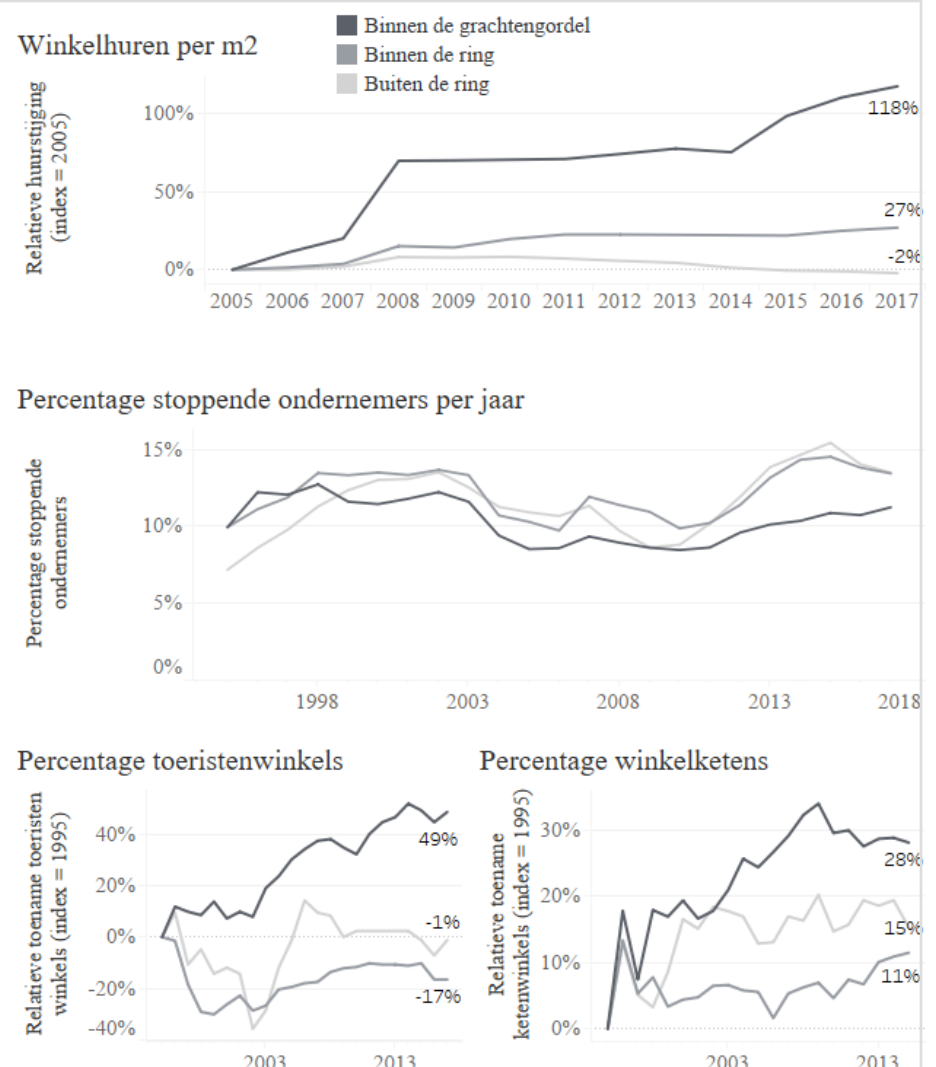 Winkelhuren per m2
Binnen de grachtengordel
Binnen de ring
Buiten de ring
Relatieve huurstijging
(index = 2005)
100%
50%
0%
118%
27%
-2%
2005 2006 2007 2008 2009 2010 2011 2012 2013 2014 2015 2016 2017
Percentage stoppende ondernemers per jaar
Percentage stoppende
ondernemers
15%
10%
5%
0%
1998 2003 2008 2013 2018
Percentage toeristenwinkels
Relatieve toename toeristen
winkels (index = 1995)
40%
20%
0%
-20%
-40%
49%
-1%
-17%
2003 2013
Percentage winkelketens
Relatieve toename
ketenwinkels (index = 1995)
30%
20%
10%
0%
28%
15%
11%
2003 2013